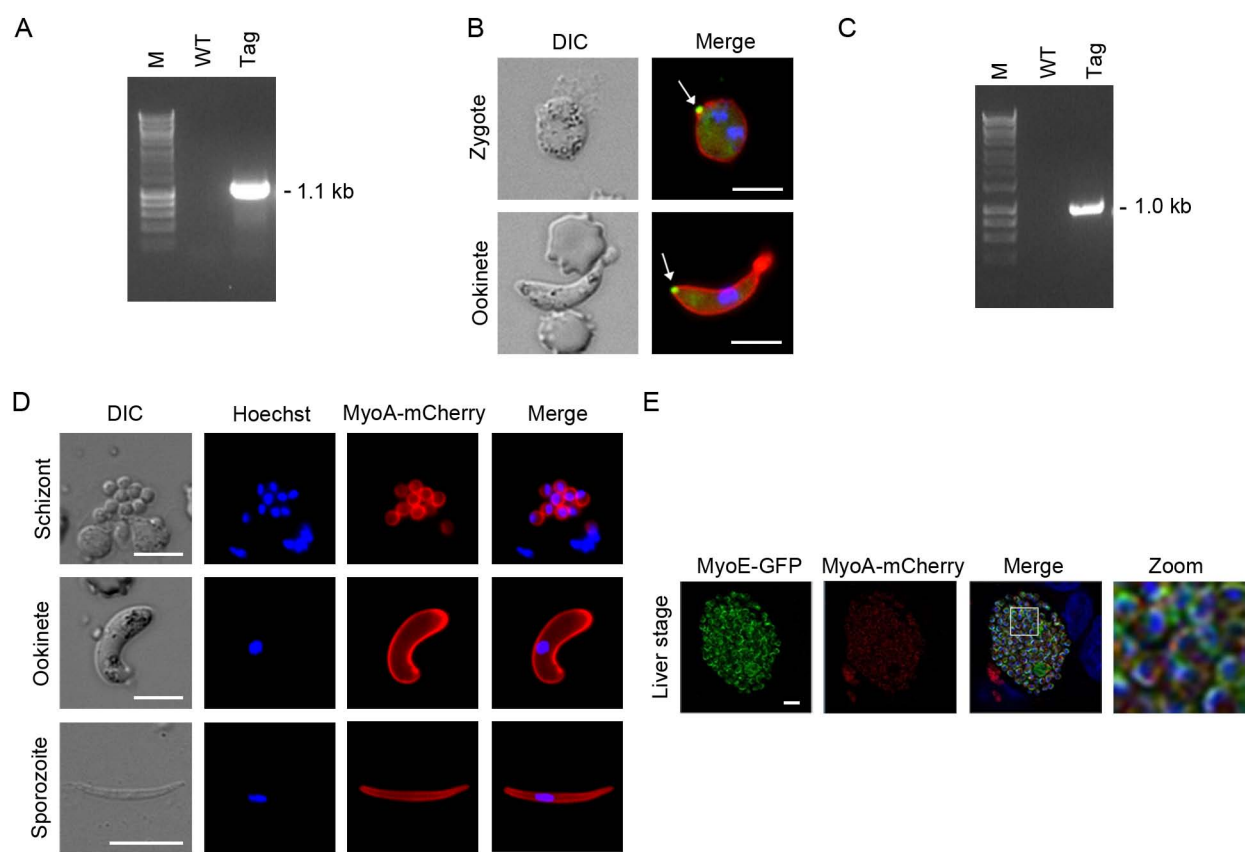 A
M
WT
Tag
- 1.1 kb
B
DIC
Merge
Zygote
Ookinete
C
M
WT
Tag
- 1.0 kb
D
DIC
Hoechst
MyoA-mCherry
Merge
Schizont
Ookinete
Sporozoite
E
MyoE-GFP
MyoA-mCherry
Merge
Zoom
Liver stage